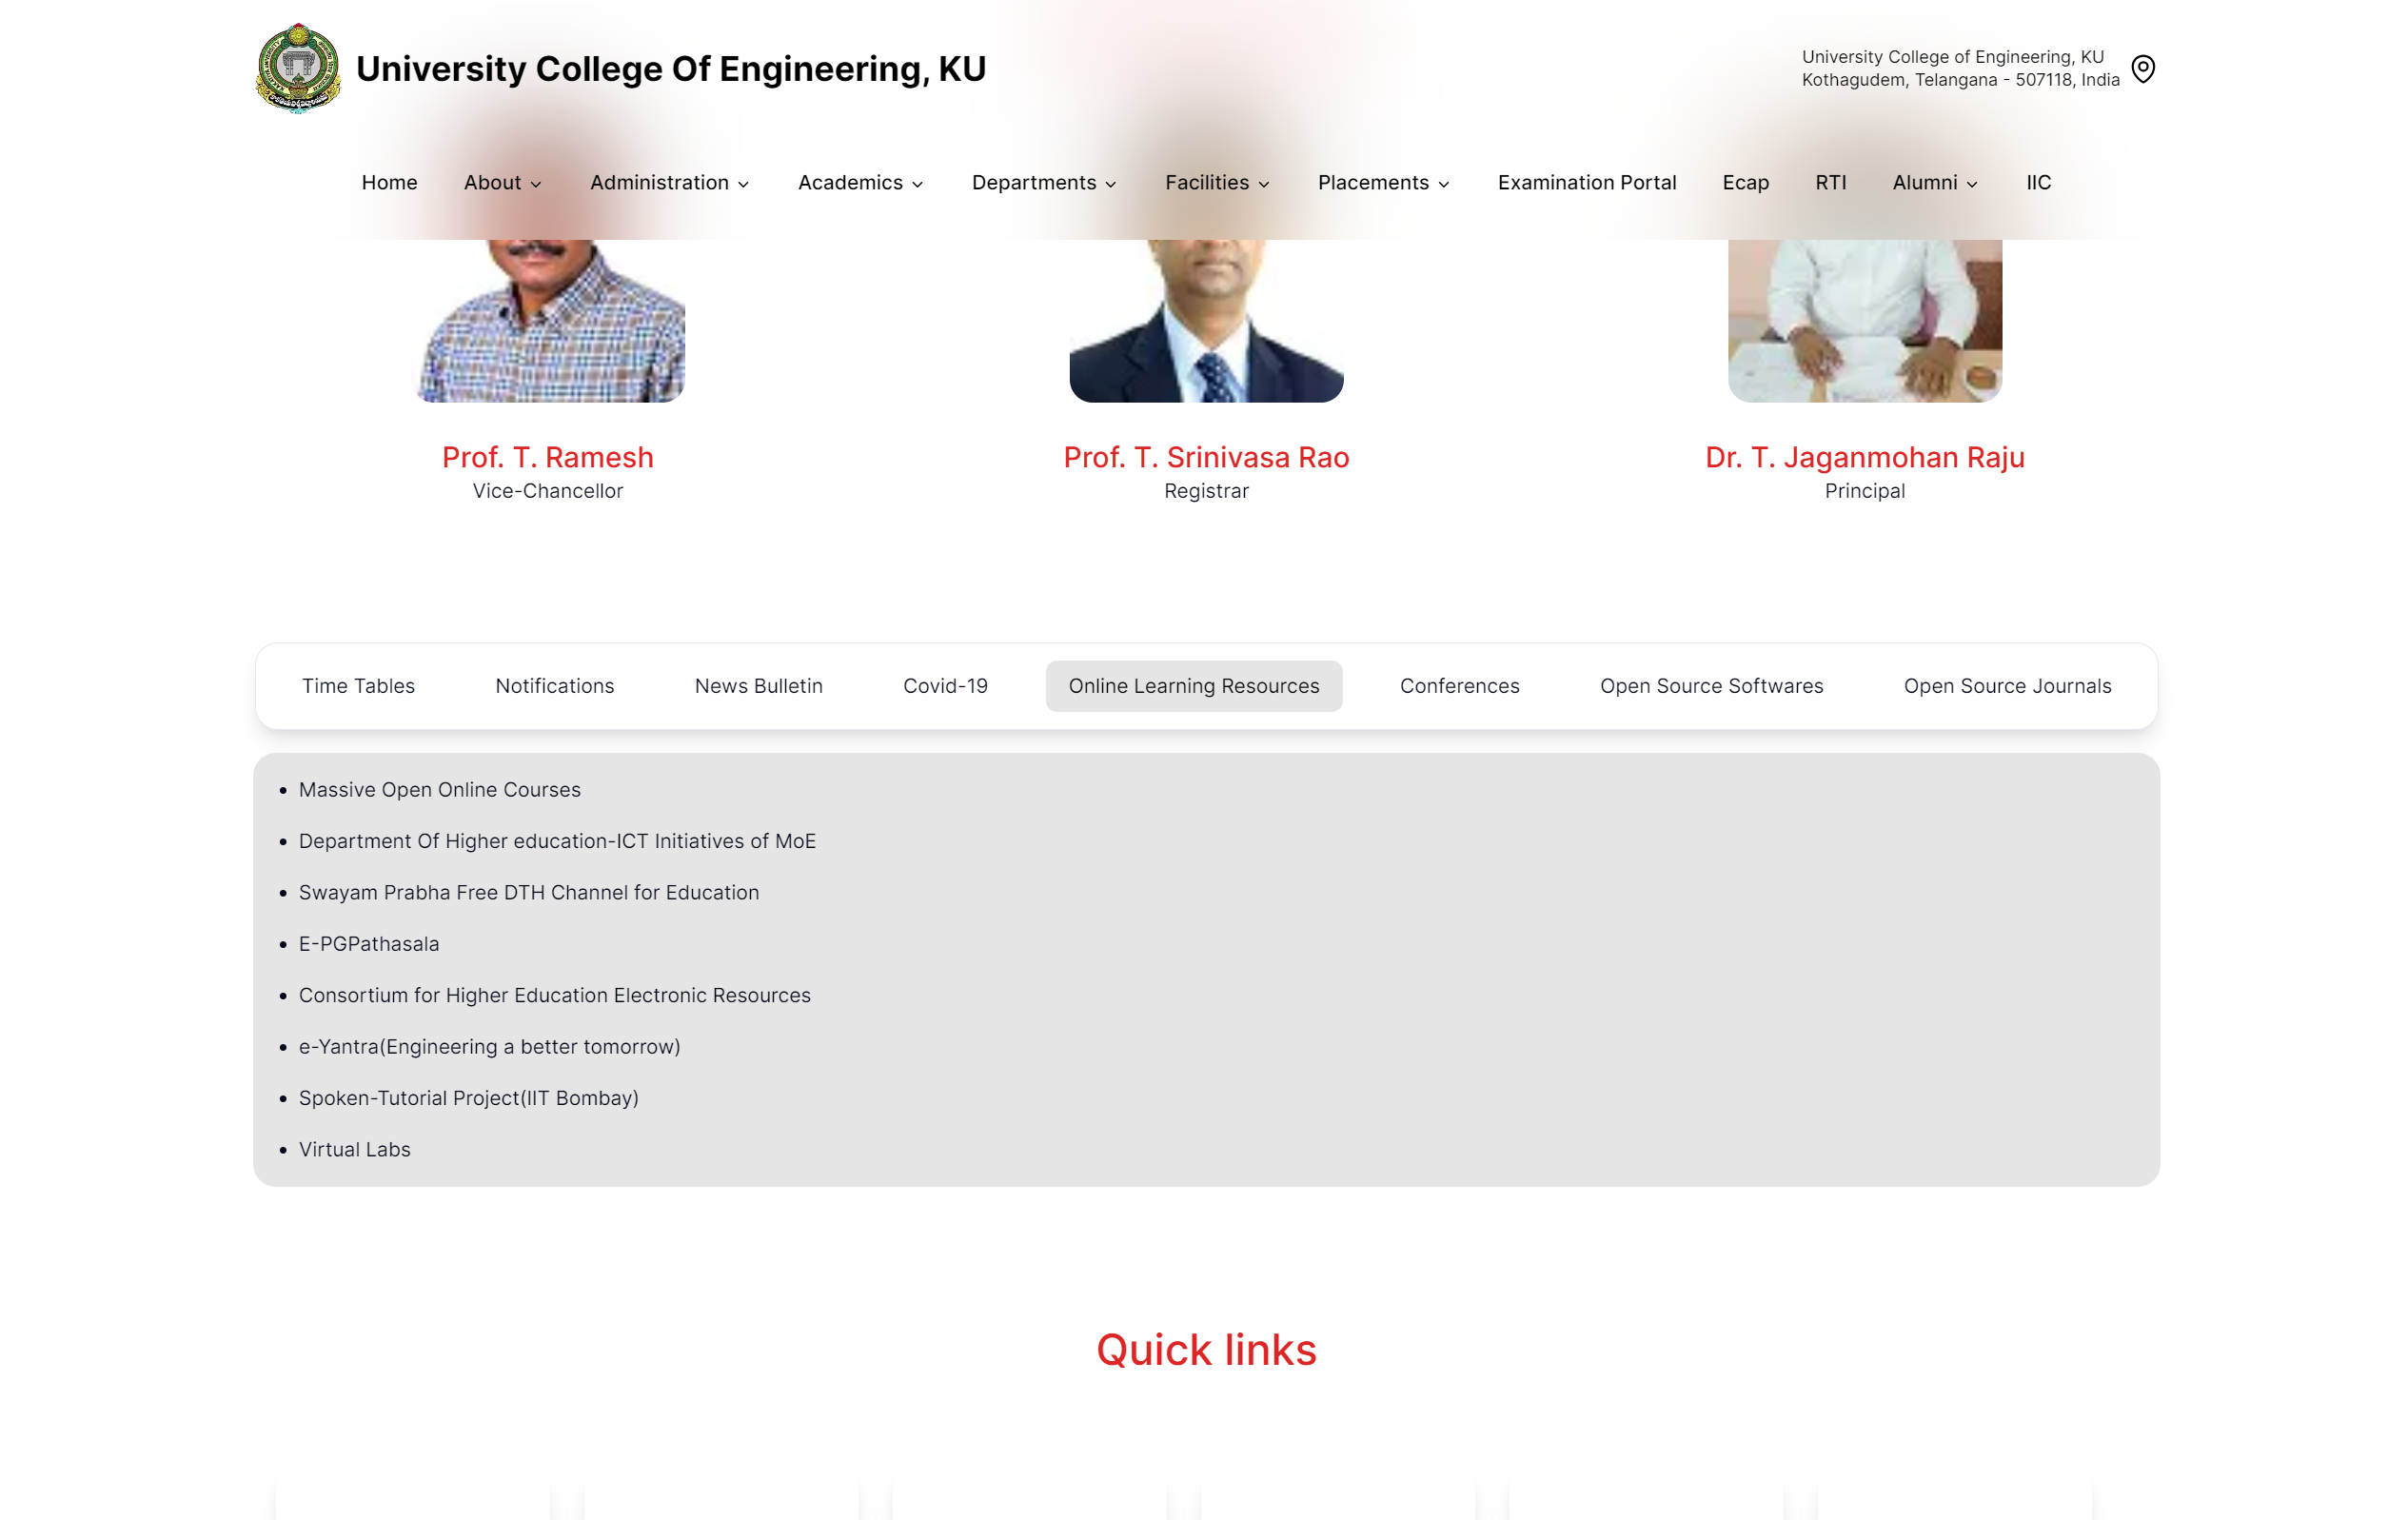 University College Of Engineering, KU
University College of Engineering, KU
Kothagudem, Telangana - 507118, India
Home About Administration Academics Departments Facilities Placements Examination Portal Ecap RTI Alumni IIC
Prof. T. Ramesh
Vice-Chancellor
Prof. T. Srinivasa Rao
Registrar
Dr. T. Jaganmohan Raju
Principal
Time Tables Notifications News Bulletin Covid-19 Online Learning Resources Conferences Open Source Softwares Open Source Journals
Massive Open Online Courses
Department Of Higher education-ICT Initiatives of MoE
Swayam Prabha Free DTH Channel for Education
E-PGPathasala
Consortium for Higher Education Electronic Resources
e-Yantra(Engineering a better tomorrow)
Spoken-Tutorial Project(IIT Bombay)
Virtual Labs
Quick links